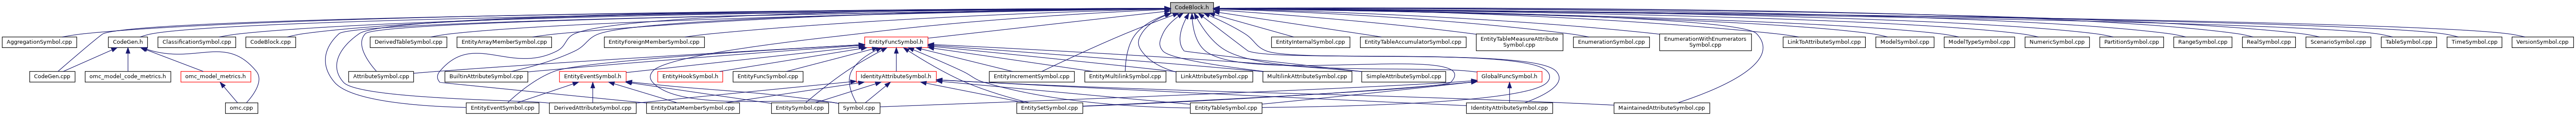 CodeBlock.h
AggregationSymbol.cpp
CodeGen.h
ClassificationSymbol.cpp
CodeBlock.cpp
DerivedTableSymbol.cpp
EntityArrayMemberSymbol.cpp
EntityForeignMemberSymbol.cpp
EntityFuncSymbol.h
EntityInternalSymbol.cpp
EntityTableAccumulatorSymbol.cpp
EntityTableMeasureAttribute
Symbol.cpp
EnumerationSymbol.cpp
EnumerationWithEnumerators
Symbol.cpp
LinkToAttributeSymbol.cpp
ModelSymbol.cpp
ModelTypeSymbol.cpp
NumericSymbol.cpp
PartitionSymbol.cpp
RangeSymbol.cpp
RealSymbol.cpp
ScenarioSymbol.cpp
TableSymbol.cpp
TimeSymbol.cpp
VersionSymbol.cpp
CodeGen.cpp
omc_model_code_metrics.h
omc_model_metrics.h
AttributeSymbol.cpp
BuiltinAttributeSymbol.cpp
EntityEventSymbol.h
EntityHookSymbol.h
EntityFuncSymbol.cpp
IdentityAttributeSymbol.h
EntityIncrementSymbol.cpp
EntityMultilinkSymbol.cpp
LinkAttributeSymbol.cpp
MultilinkAttributeSymbol.cpp
SimpleAttributeSymbol.cpp
GlobalFuncSymbol.h
omc.cpp
EntityEventSymbol.cpp
DerivedAttributeSymbol.cpp
EntityDataMemberSymbol.cpp
EntitySymbol.cpp
Symbol.cpp
EntitySetSymbol.cpp
EntityTableSymbol.cpp
IdentityAttributeSymbol.cpp
MaintainedAttributeSymbol.cpp